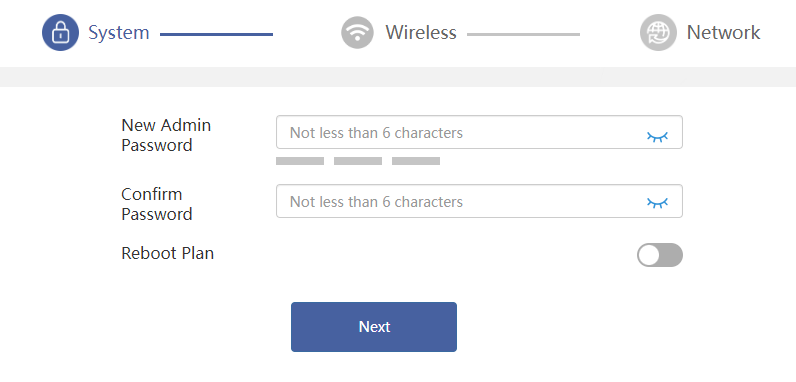 System
Wireless
Network
New Admin
Password
Not less than 6 characters
Confirm
Password
Not less than 6 characters
Reboot Plan
Next